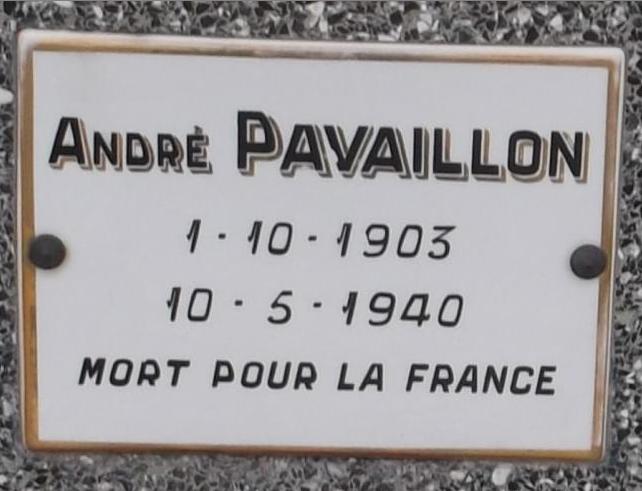 ANDRÉ PAVAILLON
1 - 10 - 1903
10 - 5 - 1940
MORT POUR LA FRANCE